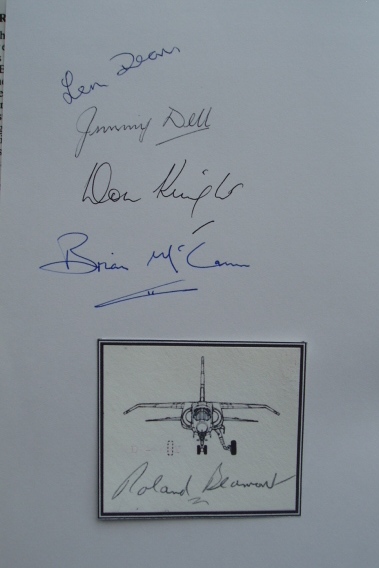 Len Dean
Jimmy Dell
Don Knight
Brian McCann
Roland Beamont